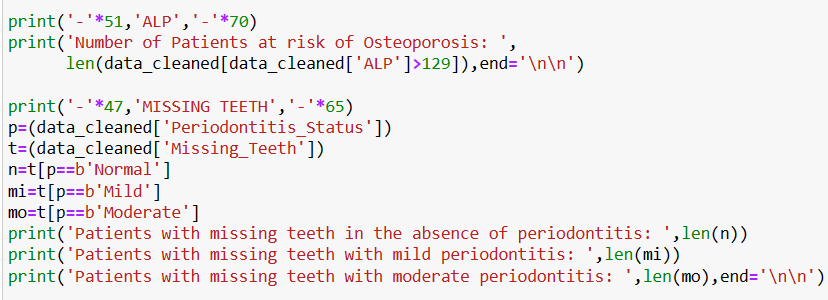 print('-'*51,'ALP','-'*70)
print('Number of Patients at risk of Osteoporosis: ',
      len(data_cleaned[data_cleaned['ALP']>129]),end='\n\n')

print('-'*47,'MISSING TEETH','-'*65)
p=(data_cleaned['Periodontitis_Status'])
t=(data_cleaned['Missing_Teeth'])
n=t[p==b'Normal']
mi=t[p==b'Mild']
mo=t[p==b'Moderate']
print('Patients with missing teeth in the absence of periodontitis: ',len(n))
print('Patients with missing teeth with mild periodontitis: ',len(mi))
print('Patients with missing teeth with moderate periodontitis: ',len(mo),end='\n\n')